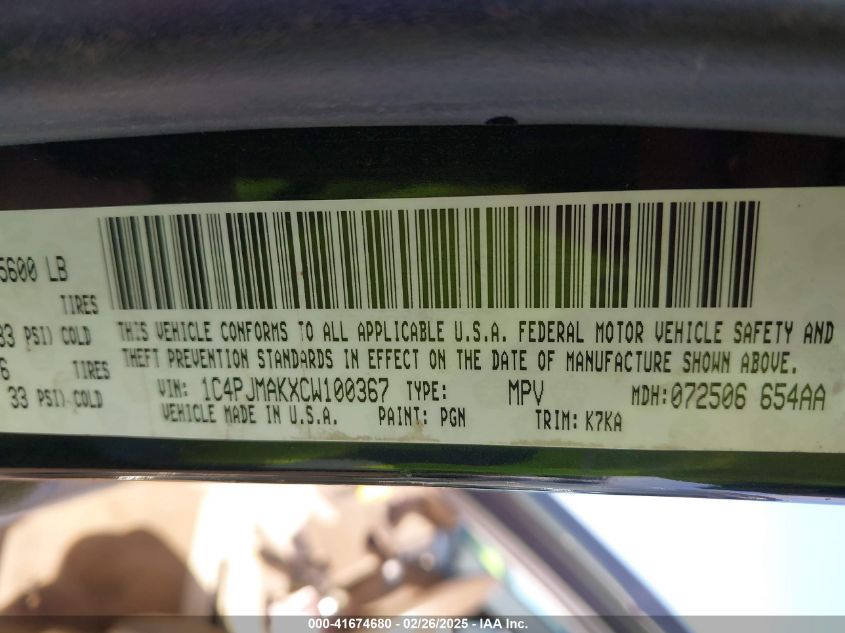 5600 LB
TIRES
33 PSI) COLD
6 TIRES
33 PSI) COLD
THIS VEHICLE CONFORMS TO ALL APPLICABLE U.S.A. FEDERAL MOTOR VEHICLE SAFETY AND
THEFT PREVENTION STANDARDS IN EFFECT ON THE DATE OF MANUFACTURE SHOWN ABOVE.
VIN: 1C4PJMAKXCW100367 TYPE: MPV MDH: 072506 654AA
VEHICLE MADE IN U.S.A. PAINT: PGN TRIM: K7KA
000-41674680 - 02/26/2025 - IAA Inc.